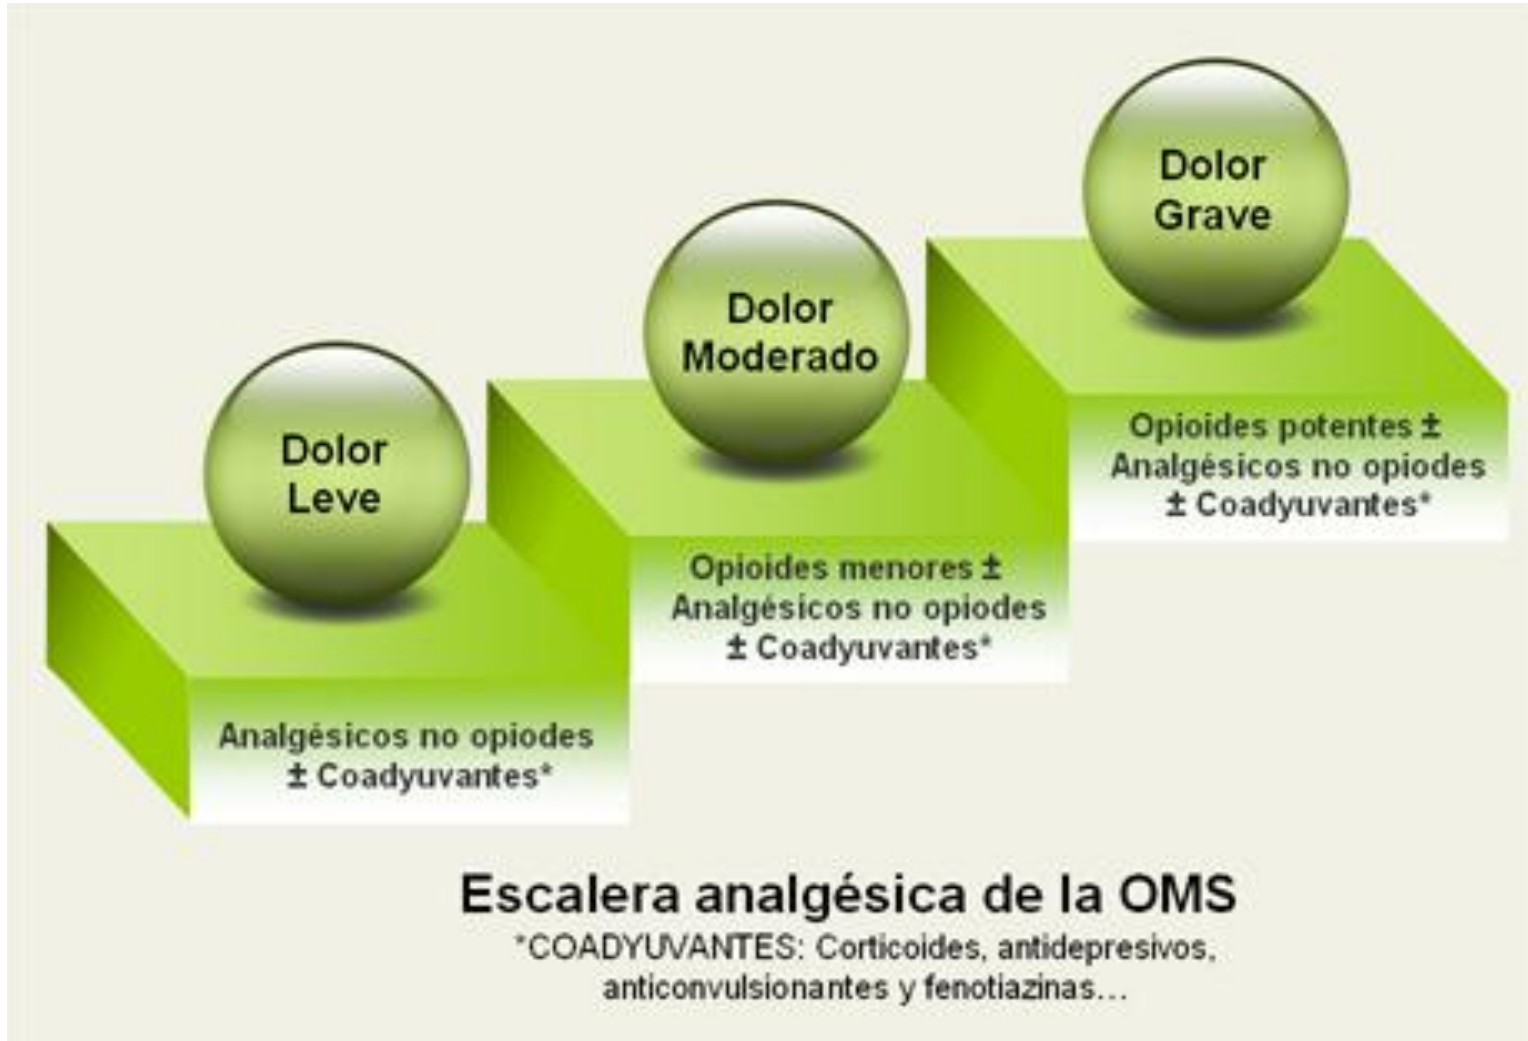 Dolor
Grave
Dolor
Moderado
Dolor
Leve
Opioides potentes ±
Analgésicos no opiodes
± Coadyuvantes*
Opioides menores ±
Analgésicos no opiodes
± Coadyuvantes*
Analgésicos no opiodes
± Coadyuvantes*
Escalera analgésica de la OMS
*COADYUVANTES: Corticoides, antidepresivos,
anticonvulsionantes y fenotiazinas...